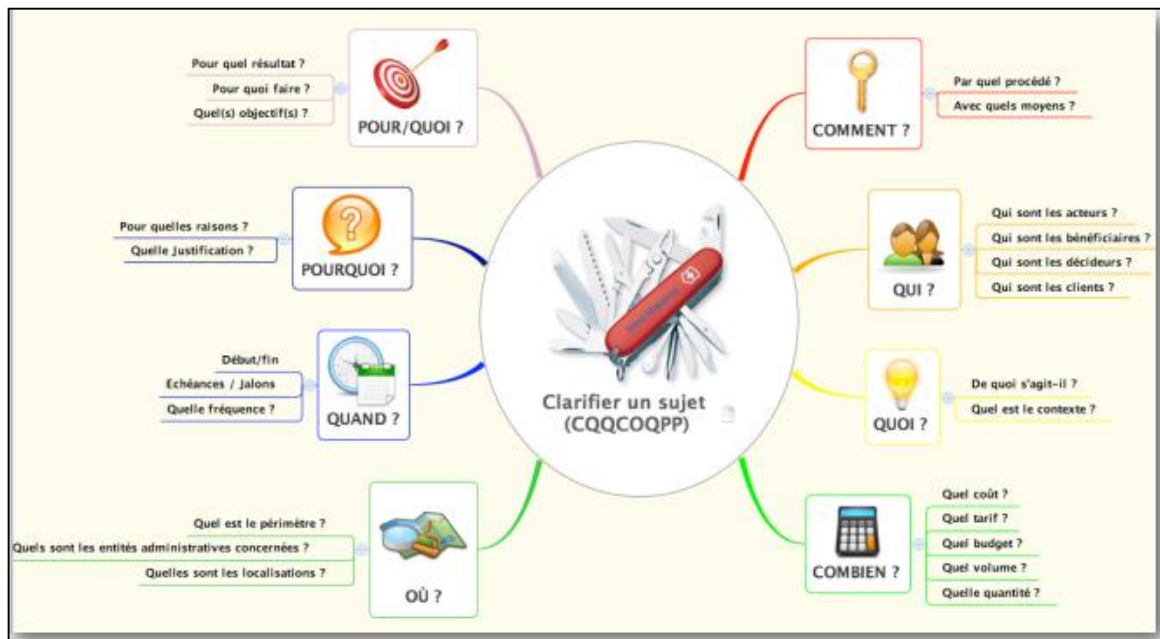 Clarifier un sujet
(CQQCOQPP)
COMMENT ?
Par quel procédé ?
Avec quels moyens ?
QUI ?
Qui sont les acteurs ?
Qui sont les bénéficiaires ?
Qui sont les décideurs ?
Qui sont les clients ?
QUOI ?
De quoi s'agit-il ?
Quel est le contexte ?
COMBIEN ?
Quel coût ?
Quel tarif ?
Quel budget ?
Quel volume ?
Quelle quantité ?
OÙ ?
Quel est le périmètre ?
Quels sont les entités administratives concernées ?
Quelles sont les localisations ?
QUAND ?
Début/fin
Echéances / Jalons
Quelle fréquence ?
POURQUOI ?
Pour quelles raisons ?
Quelle Justification ?
POUR/QUOI ?
Pour quel résultat ?
Pour quoi faire ?
Quel(s) objectif(s) ?